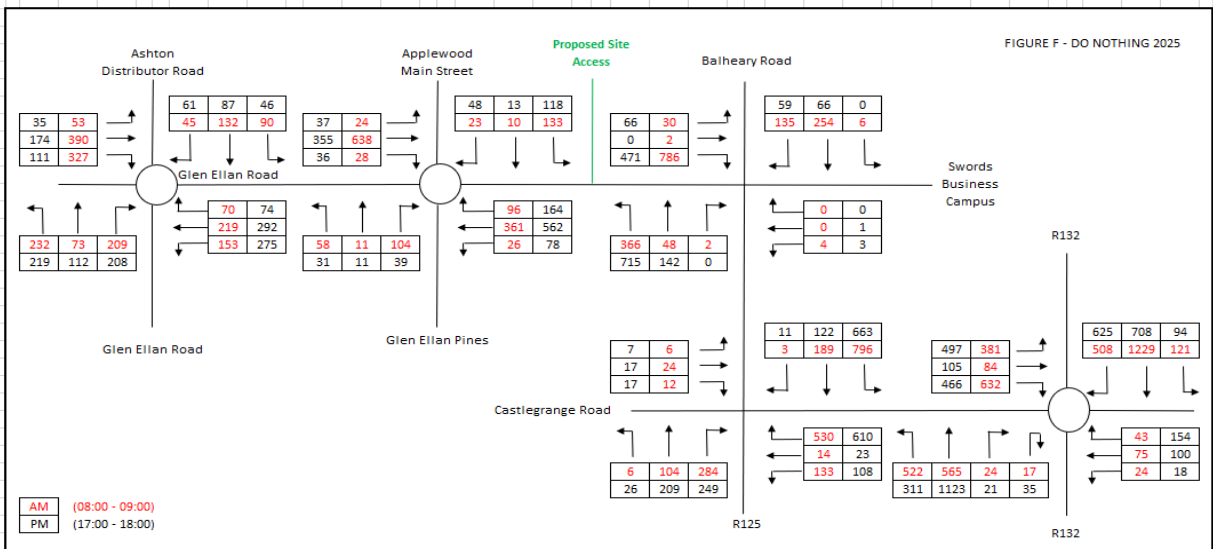 FIGURE F - DO NOTHING 2025
Ashton
Distributor Road
Applewood
Main Street
Proposed Site
Access
Balheary Road
35 53
174 390
111 327
61 87 46
45 132 90
37 24
355 638
36 28
48 13 118
23 10 133
66 30
0 2
471 786
59 66 0
135 254 6
Glen Ellan Road
Swords
Business
Campus
232 73 209
219 112 208
70 74
219 292
153 275
58 11 104
31 11 39
96 164
361 562
26 78
366 48 2
715 142 0
0 0
0 1
4 3
R132
Glen Ellan Road
Glen Ellan Pines
7 6
17 24
17 12
11 122 663
3 189 796
497 381
105 84
466 632
625 708 94
508 1229 121
Castlegrange Road
6 104 284
26 209 249
530 610
14 23
133 108
522 565 24 17
311 1123 21 35
43 154
75 100
24 18
AM (08:00 - 09:00)
PM (17:00 - 18:00)
R125
R132